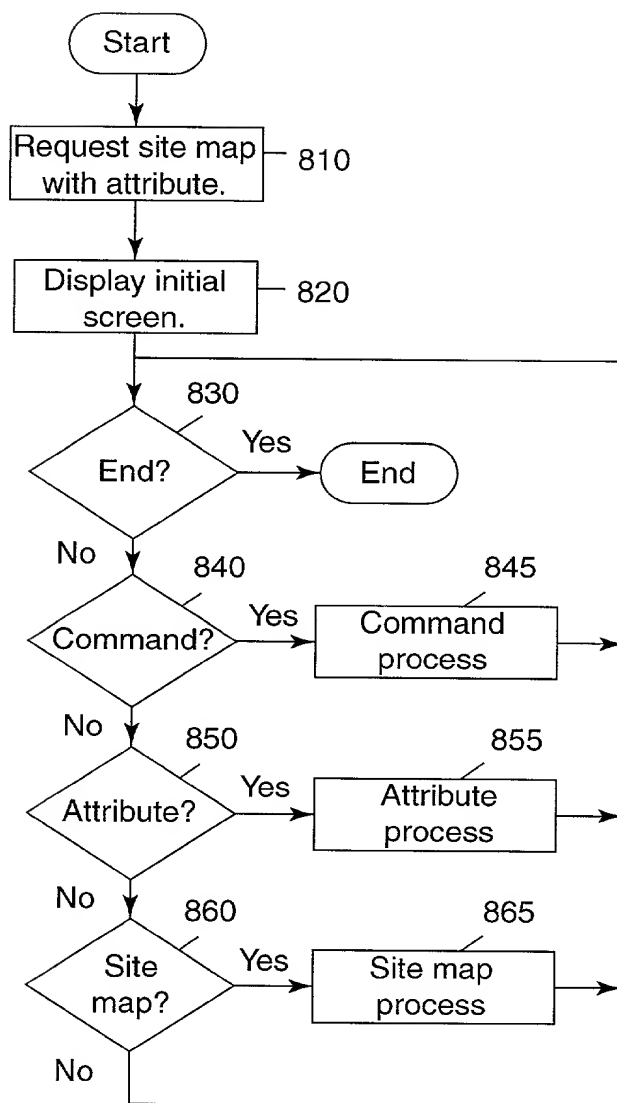 Start
Request site map
with attribute.
810
Display initial
screen.
820
830
End?
Yes
End
No
840
Command?
Yes
845
Command
process
No
850
Attribute?
Yes
855
Attribute
process
No
860
Site
map?
Yes
865
Site map
process
No